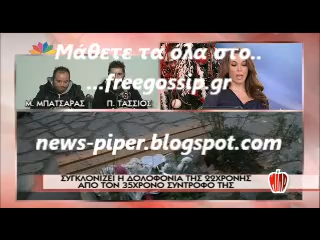 Μάθετε τα όλα στο..
...freegossip.gr
Μ. ΜΠΑΤΣΑΡΑΣ
Π. ΤΑΣΣΙΟΣ
news-piper.blogspot.com
ΣΥΓΚΛΟΝΙΖΕΙ Η ΔΟΛΟΦΟΝΙΑ ΤΗΣ 22ΧΡΟΝΗΣ
ΑΠΟ ΤΟΝ 35ΧΡΟΝΟ ΣΥΝΤΡΟΦΟ ΤΗΣ